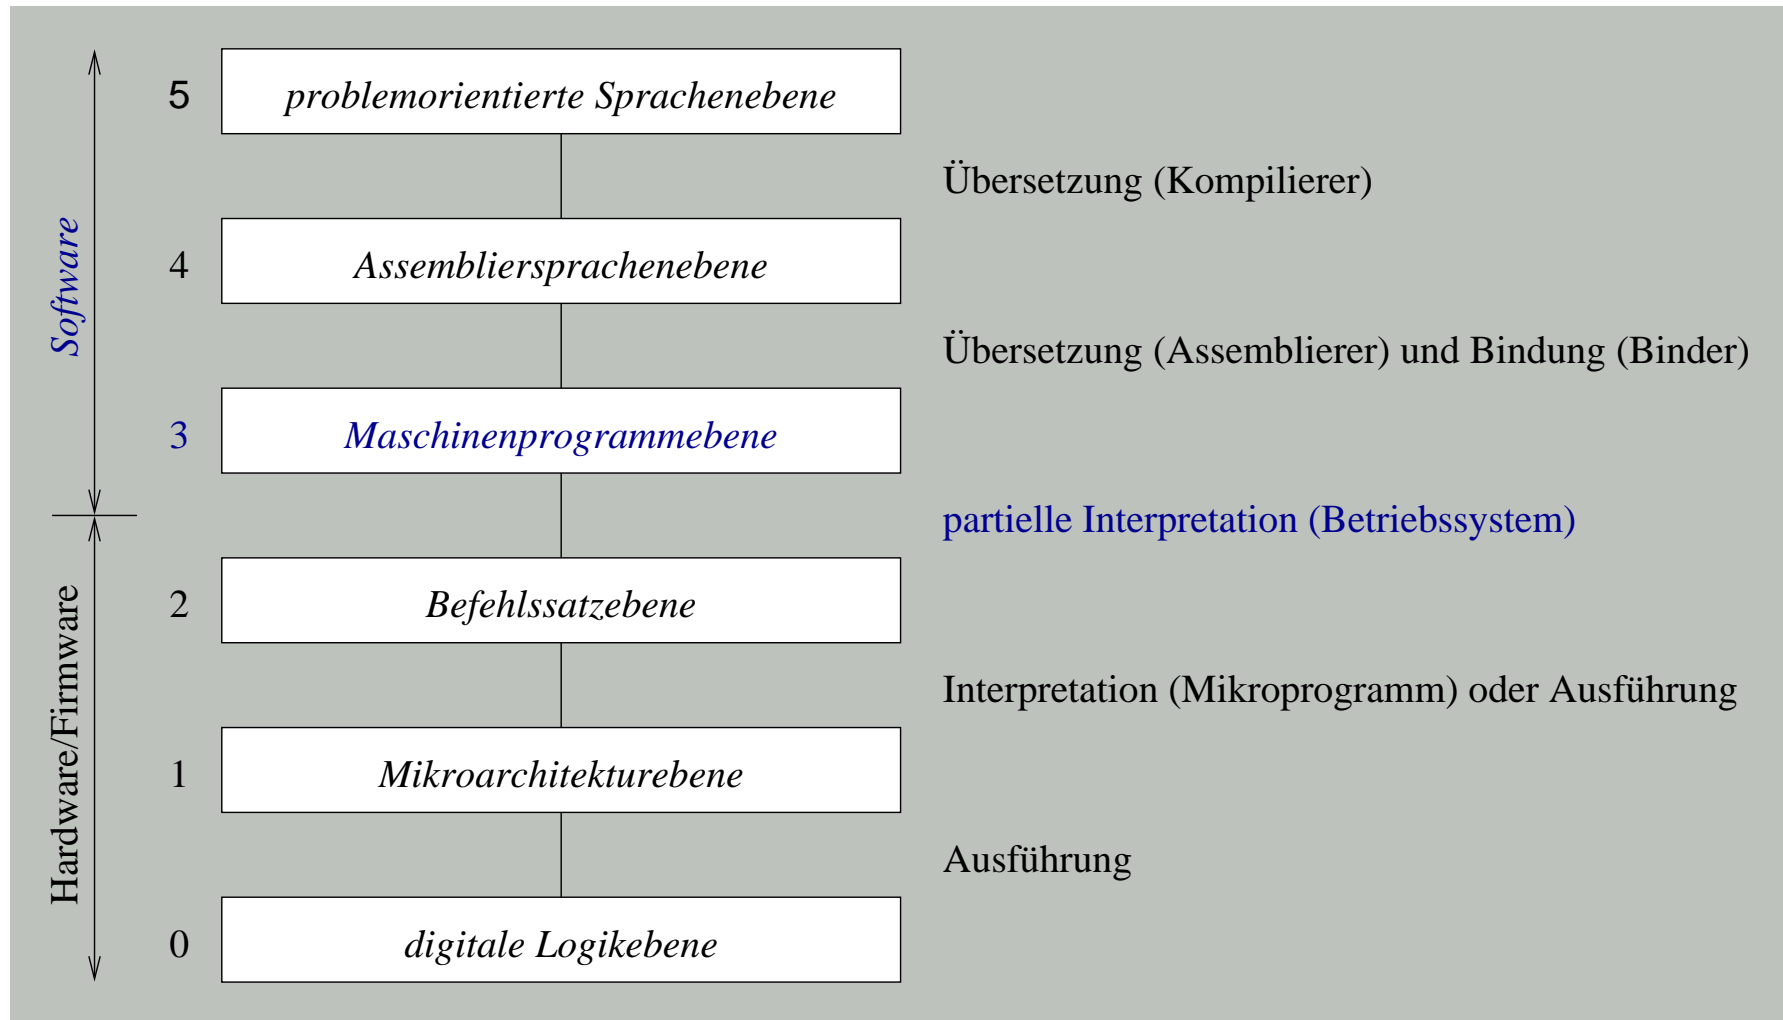 5 problemorientierte Sprachenebene
Übersetzung (Kompilierer)
4 Assembliersprachenebene
Übersetzung (Assemblierer) und Bindung (Binder)
3 Maschinenprogrammebene
partielle Interpretation (Betriebssystem)
2 Befehlssatzebene
Interpretation (Mikroprogramm) oder Ausführung
1 Mikroarchitekturebene
Ausführung
0 digitale Logikebene
Software
Hardware/Firmware